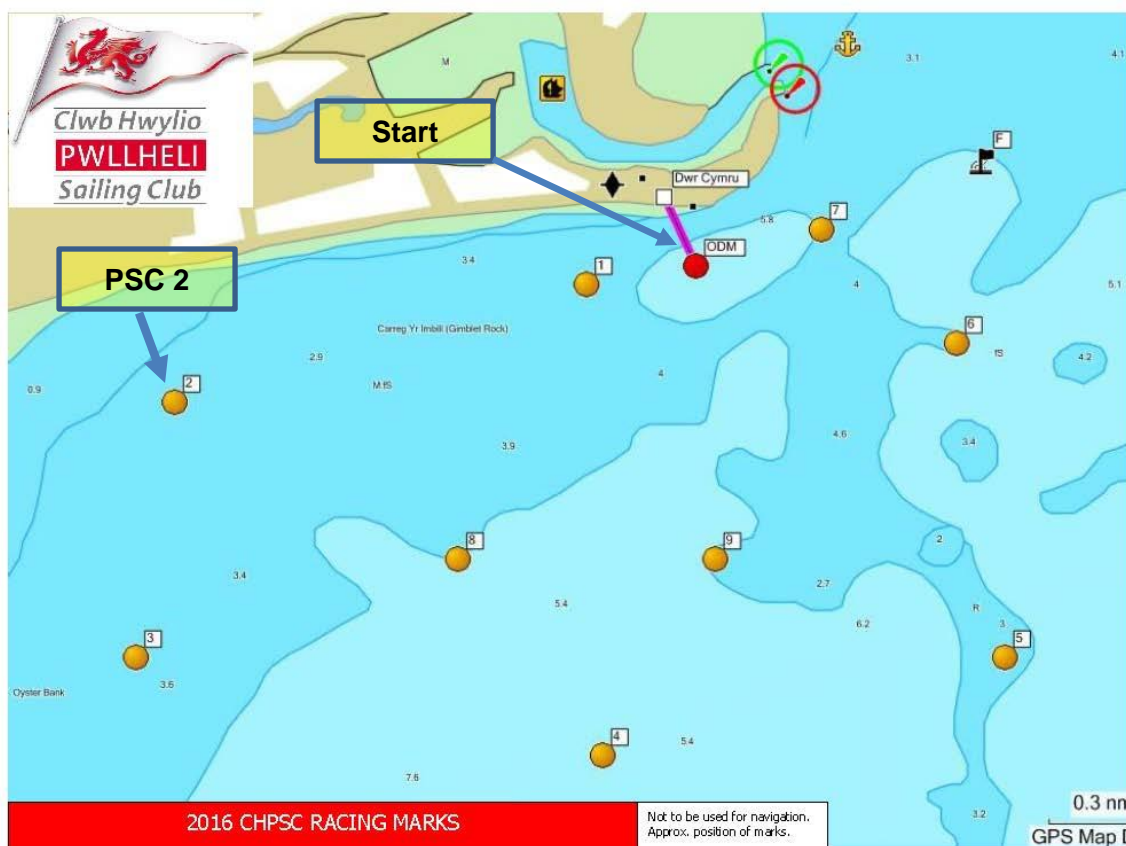 Clwb Hwylio
PWLLHELI
Sailing Club
M
3.1
4.1
F
Start
Dwr Cymru
5.8
7
ODM
3.4
1
4
5.1
PSC 2
Carreg Yr Imbill (Gimblet Rock)
6
fS
2.9
4.2
0.9
2
M.fS
4
3.9
4.6
3.4
8
9
2
3.4
5.4
2.7
R
6.2
3
3
5
3.6
Oyster Bank
4
5.4
7.6
0.3 nm
3.2
2016 CHPSC RACING MARKS
Not to be used for navigation.
Approx. position of marks.
GPS Map D